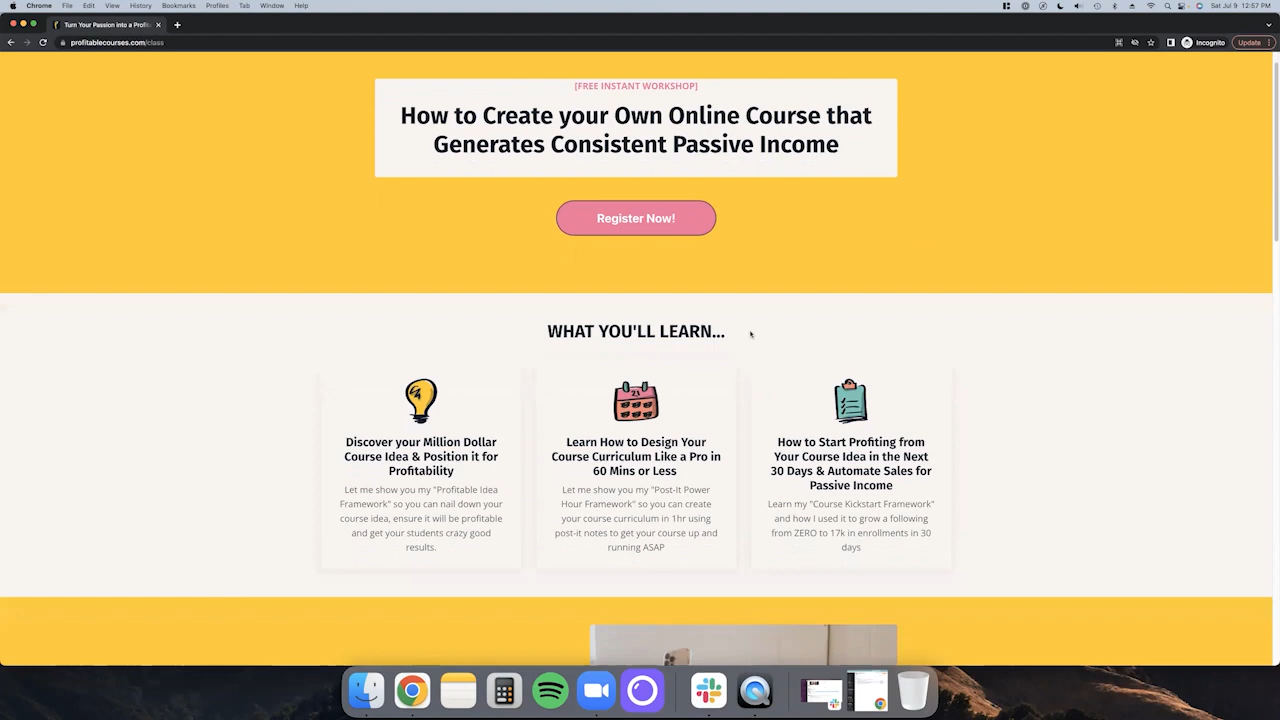 Chrome File Edit View History Bookmarks Profiles Tab Window Help Sat Jul 9 12:57 PM
Turn Your Passion into a Profit
profitablecourses.com/class Incognito Update
[FREE INSTANT WORKSHOP]
How to Create your Own Online Course that
Generates Consistent Passive Income
Register Now!
WHAT YOU'LL LEARN...
23
Discover your Million Dollar
Course Idea & Position it for
Profitability
Let me show you my "Profitable Idea
Framework" so you can nail down your
course idea, ensure it will be profitable
and get your students crazy good
results.
Learn How to Design Your
Course Curriculum Like a Pro in
60 Mins or Less
Let me show you my "Post-It Power
Hour Framework" so you can create
your course curriculum in 1hr using
post-it notes to get your course up and
running ASAP
How to Start Profiting from
Your Course Idea in the Next
30 Days & Automate Sales for
Passive Income
Learn my "Course Kickstart Framework"
and how I used it to grow a following
from ZERO to 17k in enrollments in 30
days